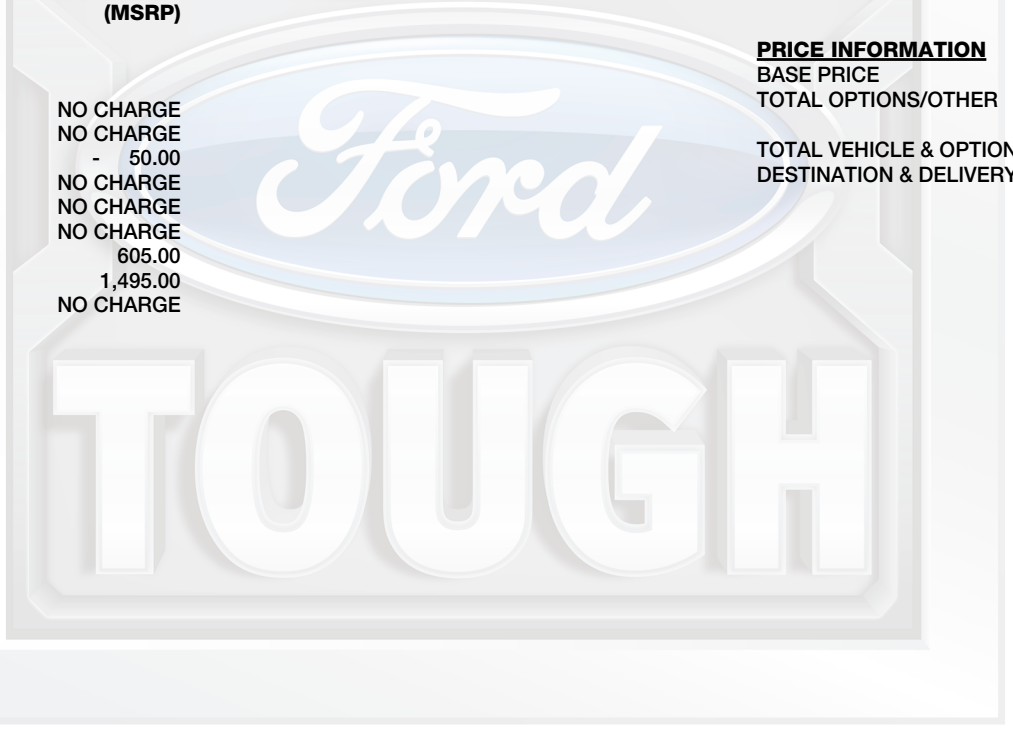 (MSRP)
NO CHARGE
NO CHARGE
- 50.00
NO CHARGE
NO CHARGE
NO CHARGE
605.00
1,495.00
NO CHARGE
PRICE INFORMATION
BASE PRICE
TOTAL OPTIONS/OTHER
TOTAL VEHICLE & OPTION
DESTINATION & DELIVERY
Ford
TOUGH